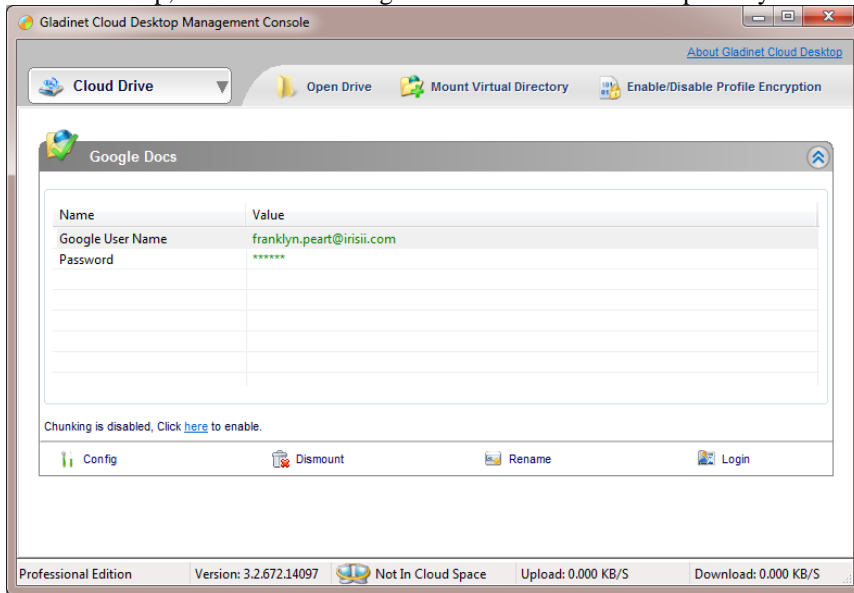 Gladinet Cloud Desktop Management Console
About Gladinet Cloud Desktop
Cloud Drive Open Drive Mount Virtual Directory Enable/Disable Profile Encryption
Google Docs
Name Value
Google User Name franklyn.peart@irisii.com
Password ******
Chunking is disabled, Click here to enable.
Config Dismount Rename Login
Professional Edition Version: 3.2.672.14097 Not In Cloud Space Upload: 0.000 KB/S Download: 0.000 KB/S